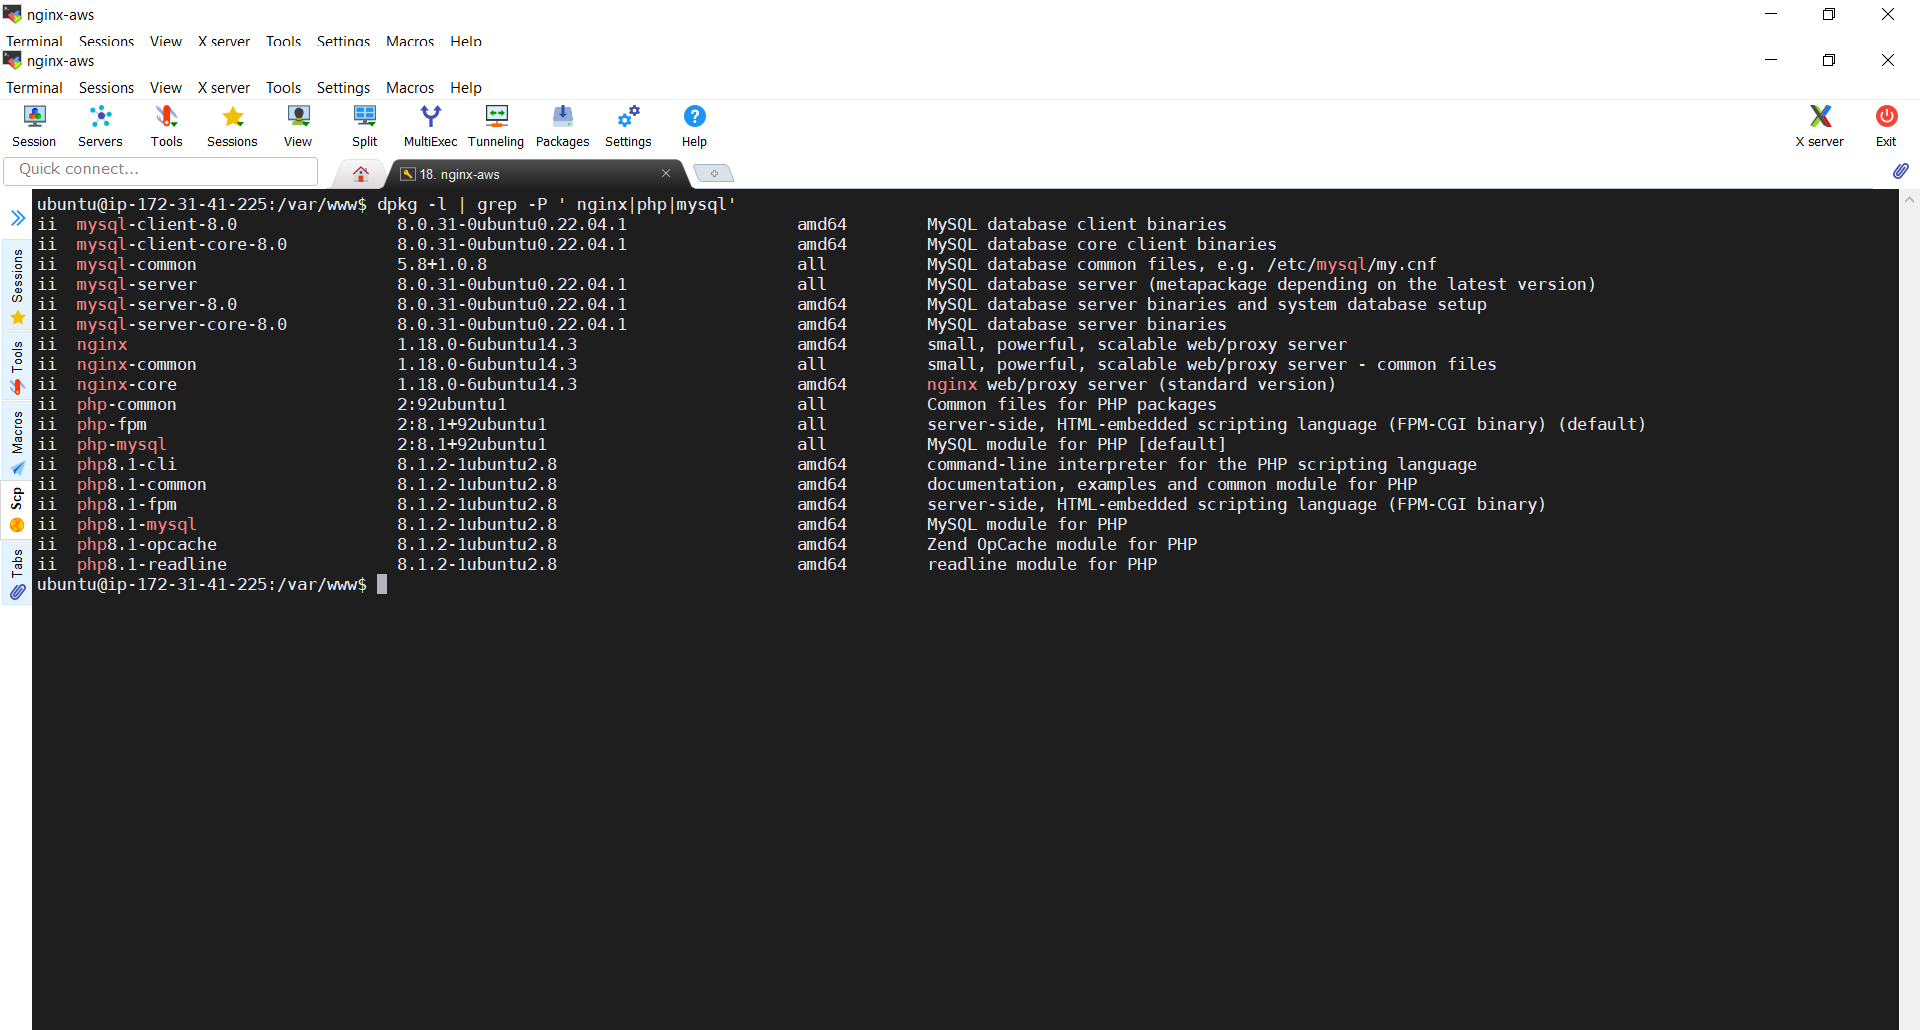 nginx-aws
Terminal Sessions View X server Tools Settings Macros Help
nginx-aws
Terminal Sessions View X server Tools Settings Macros Help
Session Servers Tools Sessions View Split MultiExec Tunneling Packages Settings Help X server Exit
Quick connect...
18. nginx-aws
Sessions
Tools
Macros
Scp
Tabs
ubuntu@ip-172-31-41-225:/var/www$ dpkg -l | grep -P ' nginx|php|mysql'
ii mysql-client-8.0 8.0.31-0ubuntu0.22.04.1 amd64 MySQL database client binaries
ii mysql-client-core-8.0 8.0.31-0ubuntu0.22.04.1 amd64 MySQL database core client binaries
ii mysql-common 5.8+1.0.8 all MySQL database common files, e.g. /etc/mysql/my.cnf
ii mysql-server 8.0.31-0ubuntu0.22.04.1 all MySQL database server (metapackage depending on the latest version)
ii mysql-server-8.0 8.0.31-0ubuntu0.22.04.1 amd64 MySQL database server binaries and system database setup
ii mysql-server-core-8.0 8.0.31-0ubuntu0.22.04.1 amd64 MySQL database server binaries
ii nginx 1.18.0-6ubuntu14.3 amd64 small, powerful, scalable web/proxy server
ii nginx-common 1.18.0-6ubuntu14.3 all small, powerful, scalable web/proxy server - common files
ii nginx-core 1.18.0-6ubuntu14.3 amd64 nginx web/proxy server (standard version)
ii php-common 2:92ubuntu1 all Common files for PHP packages
ii php-fpm 2:8.1+92ubuntu1 all server-side, HTML-embedded scripting language (FPM-CGI binary) (default)
ii php-mysql 2:8.1+92ubuntu1 all MySQL module for PHP [default]
ii php8.1-cli 8.1.2-1ubuntu2.8 amd64 command-line interpreter for the PHP scripting language
ii php8.1-common 8.1.2-1ubuntu2.8 amd64 documentation, examples and common module for PHP
ii php8.1-fpm 8.1.2-1ubuntu2.8 amd64 server-side, HTML-embedded scripting language (FPM-CGI binary)
ii php8.1-mysql 8.1.2-1ubuntu2.8 amd64 MySQL module for PHP
ii php8.1-opcache 8.1.2-1ubuntu2.8 amd64 Zend OpCache module for PHP
ii php8.1-readline 8.1.2-1ubuntu2.8 amd64 readline module for PHP
ubuntu@ip-172-31-41-225:/var/www$